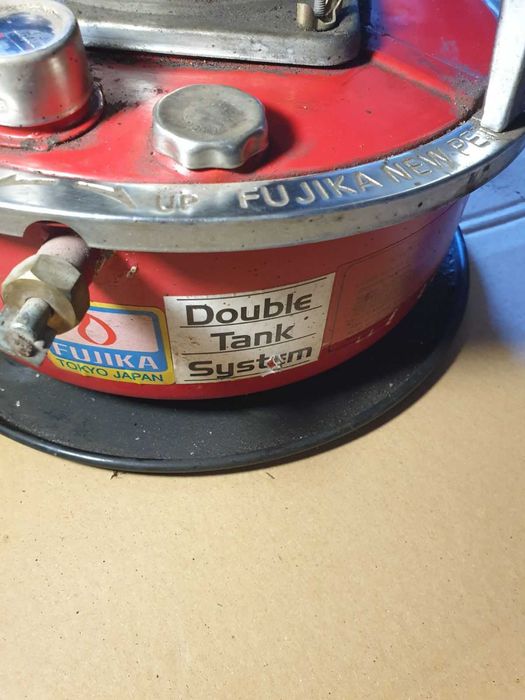 UP FUJIKA NEW PE
FUJIKA
TOKYO JAPAN
Double
Tank
System